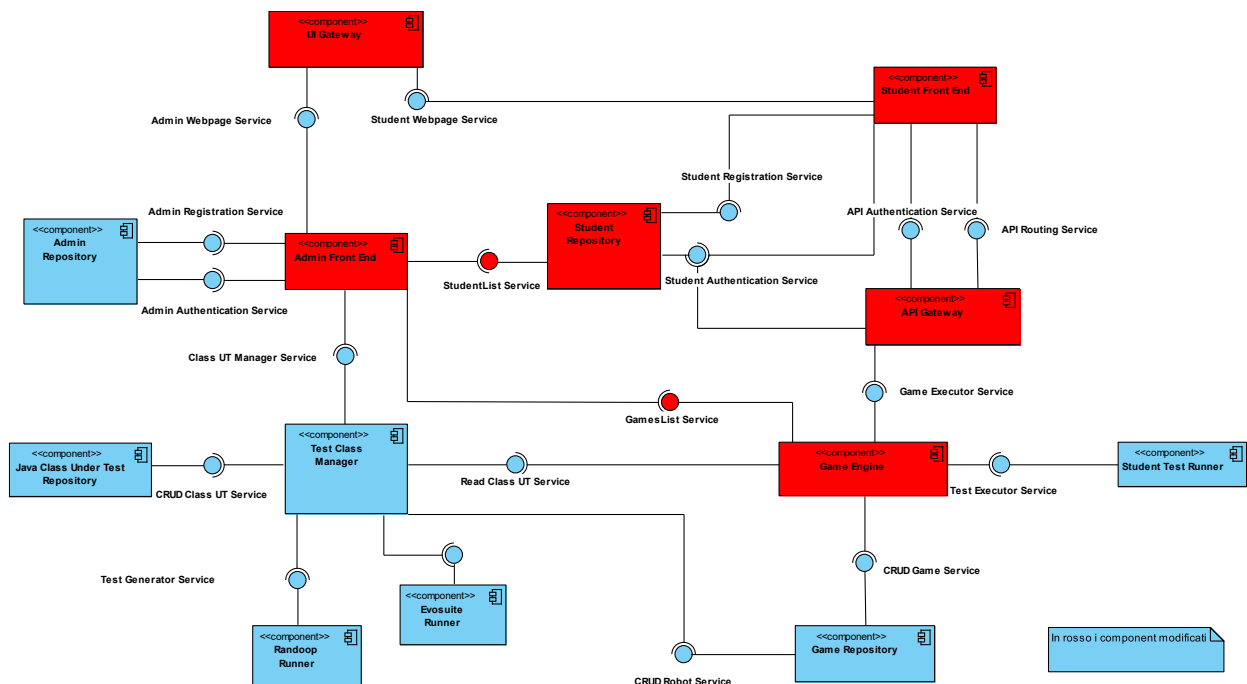 <<component>>
UI Gateway
<<component>>
Student Front End
Admin Webpage Service
Student Webpage Service
Student Registration Service
Admin Registration Service
<<component>>
Admin
Repository
<<component>>
Admin Front End
<<component>>
Student
Repository
API Authentication Service
API Routing Service
StudentList Service
Student Authentication Service
Admin Authentication Service
<<component>>
API Gateway
Class UT Manager Service
Game Executor Service
GamesList Service
<<component>>
Java Class Under Test
Repository
<<component>>
Test Class
Manager
<<component>>
Game Engine
<<component>>
Student Test Runner
CRUD Class UT Service
Read Class UT Service
Test Executor Service
Test Generator Service
CRUD Game Service
<<component>>
Evosuite
Runner
<<component>>
Randoop
Runner
<<component>>
Game Repository
In rosso i component modificati
CRUD Robot Service